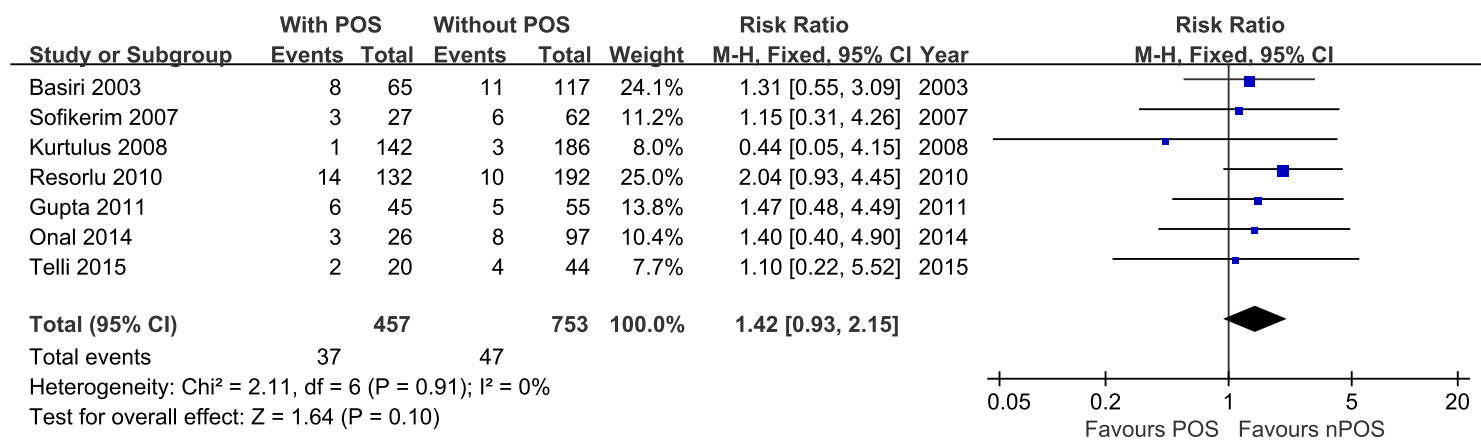 With POS Without POS Risk Ratio Risk Ratio
Study or Subgroup Events Total Events Total Weight M-H, Fixed, 95% CI Year M-H, Fixed, 95% CI
Basiri 2003 8 65 11 117 24.1% 1.31 [0.55, 3.09] 2003
Sofikerim 2007 3 27 6 62 11.2% 1.15 [0.31, 4.26] 2007
Kurtulus 2008 1 142 3 186 8.0% 0.44 [0.05, 4.15] 2008
Resorlu 2010 14 132 10 192 25.0% 2.04 [0.93, 4.45] 2010
Gupta 2011 6 45 5 55 13.8% 1.47 [0.48, 4.49] 2011
Onal 2014 3 26 8 97 10.4% 1.40 [0.40, 4.90] 2014
Telli 2015 2 20 4 44 7.7% 1.10 [0.22, 5.52] 2015
Total (95% CI) 457 753 100.0% 1.42 [0.93, 2.15]
Total events 37 47
Heterogeneity: Chi² = 2.11, df = 6 (P = 0.91); I² = 0%
Test for overall effect: Z = 1.64 (P = 0.10)
0.05 0.2 1 5 20
Favours POS Favours nPOS